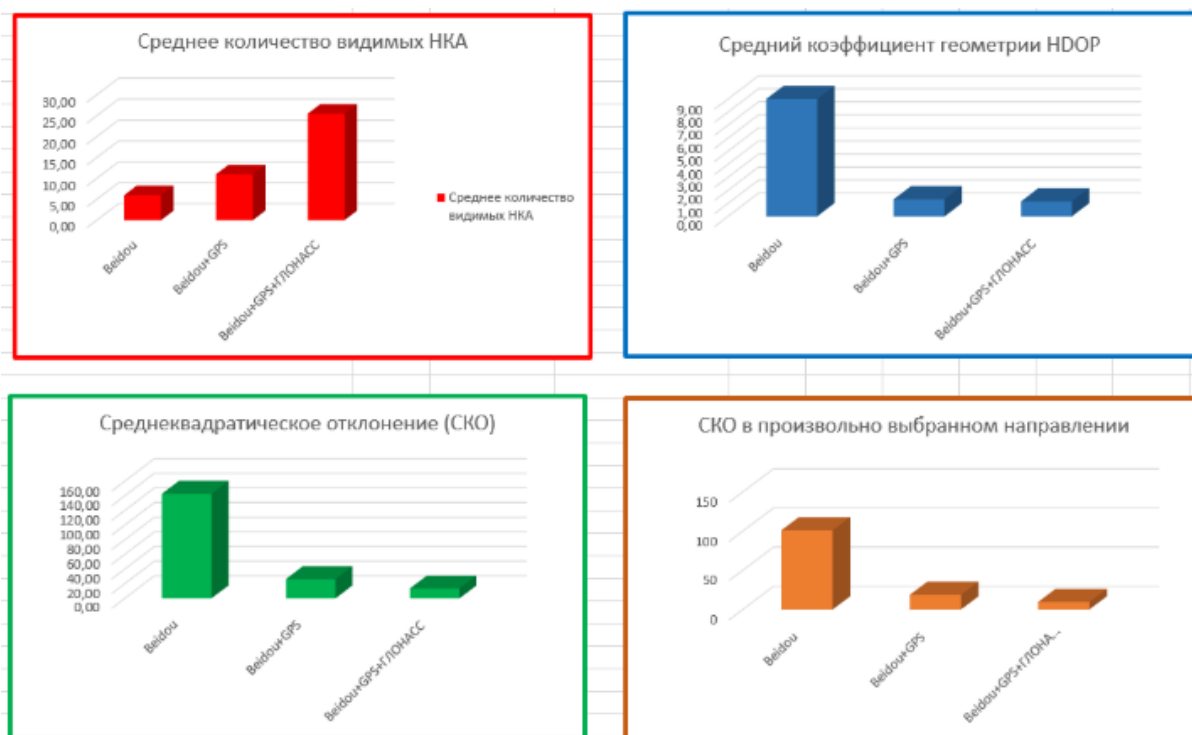 Среднее количество видимых НКА
30,00
25,00
20,00
15,00
10,00
5,00
0,00
Beidou
Beidou+GPS
Beidou+GPS+ГЛОНАСС
Среднее количество
видимых НКА
Средний коэффициент геометрии HDOP
9,00
8,00
7,00
6,00
5,00
4,00
3,00
2,00
1,00
0,00
Beidou
Beidou+GPS
Beidou+GPS+ГЛОНАСС
Среднеквадратическое отклонение (СКО)
160,00
140,00
120,00
100,00
80,00
60,00
40,00
20,00
0,00
Beidou
Beidou+GPS
Beidou+GPS+ГЛОНАСС
СКО в произвольно выбранном направлении
150
100
50
0
Beidou
Beidou+GPS
Beidou+GPS+ГЛОНА...